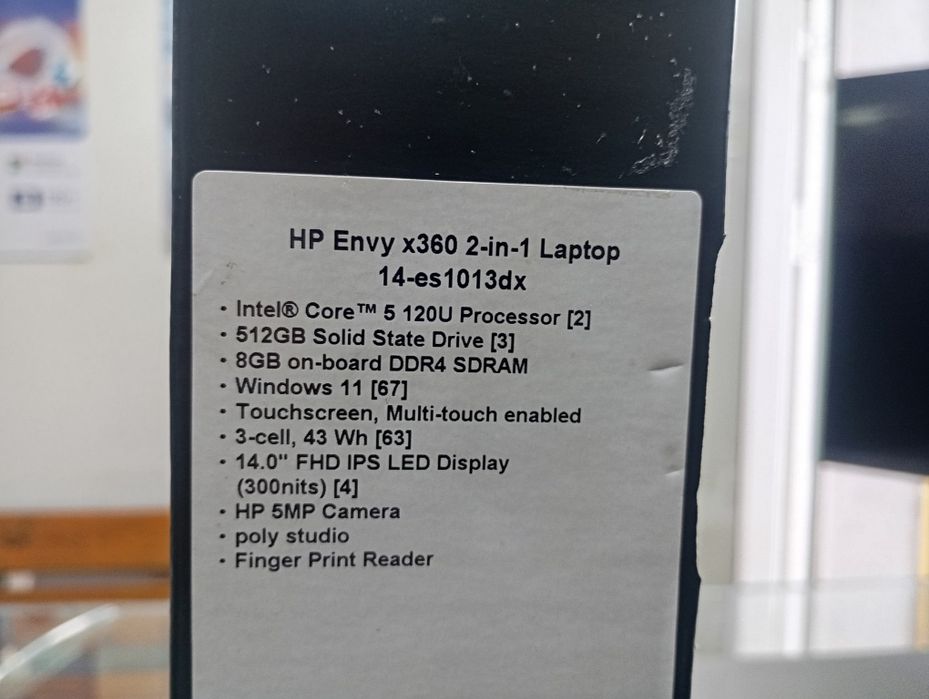 HP Envy x360 2-in-1 Laptop
14-es1013dx
• Intel® Core™ 5 120U Processor [2]
• 512GB Solid State Drive [3]
• 8GB on-board DDR4 SDRAM
• Windows 11 [67]
• Touchscreen, Multi-touch enabled
• 3-cell, 43 Wh [63]
• 14.0" FHD IPS LED Display
(300nits) [4]
• HP 5MP Camera
• poly studio
• Finger Print Reader